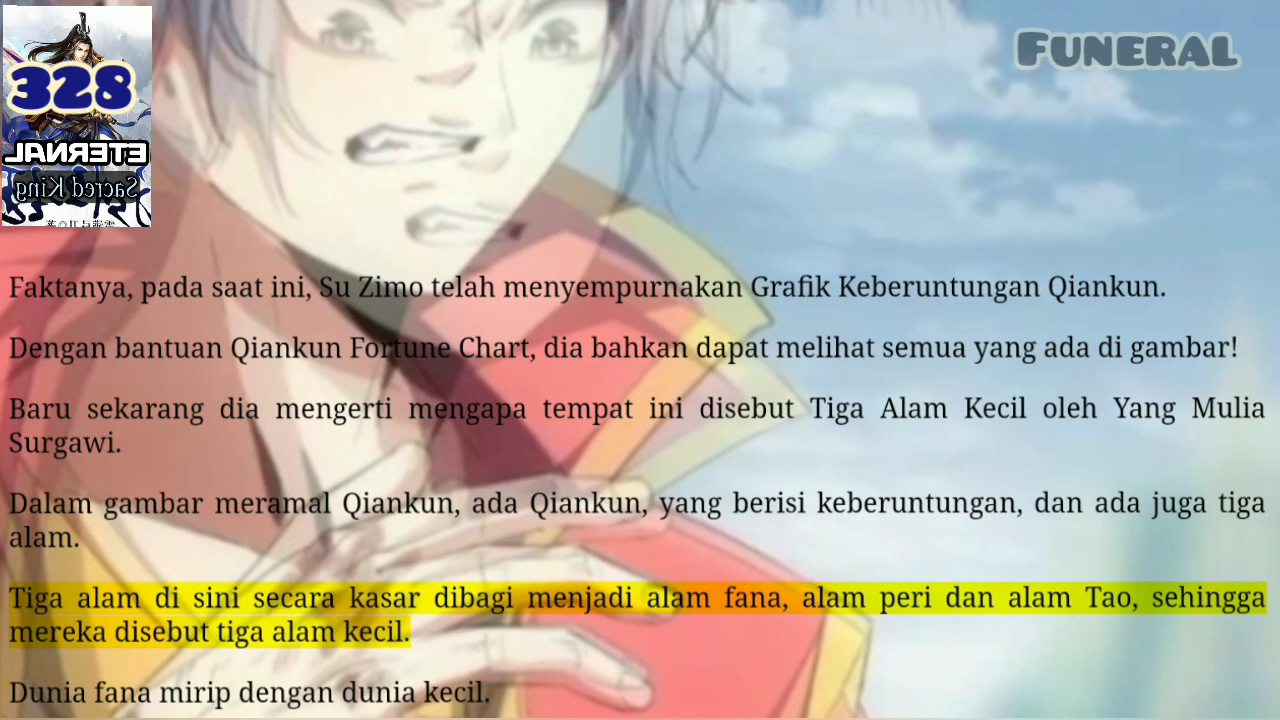 328
ETERNAL
Sacred King
FUNERAL
Faktanya, pada saat ini, Su Zimo telah menyempurnakan Grafik Keberuntungan Qiankun.
Dengan bantuan Qiankun Fortune Chart, dia bahkan dapat melihat semua yang ada di gambar!
Baru sekarang dia mengerti mengapa tempat ini disebut Tiga Alam Kecil oleh Yang Mulia
Surgawi.
Dalam gambar meramal Qiankun, ada Qiankun, yang berisi keberuntungan, dan ada juga tiga
alam.
Tiga alam di sini secara kasar dibagi menjadi alam fana, alam peri dan alam Tao, sehingga
mereka disebut tiga alam kecil.
Dunia fana mirip dengan dunia kecil.